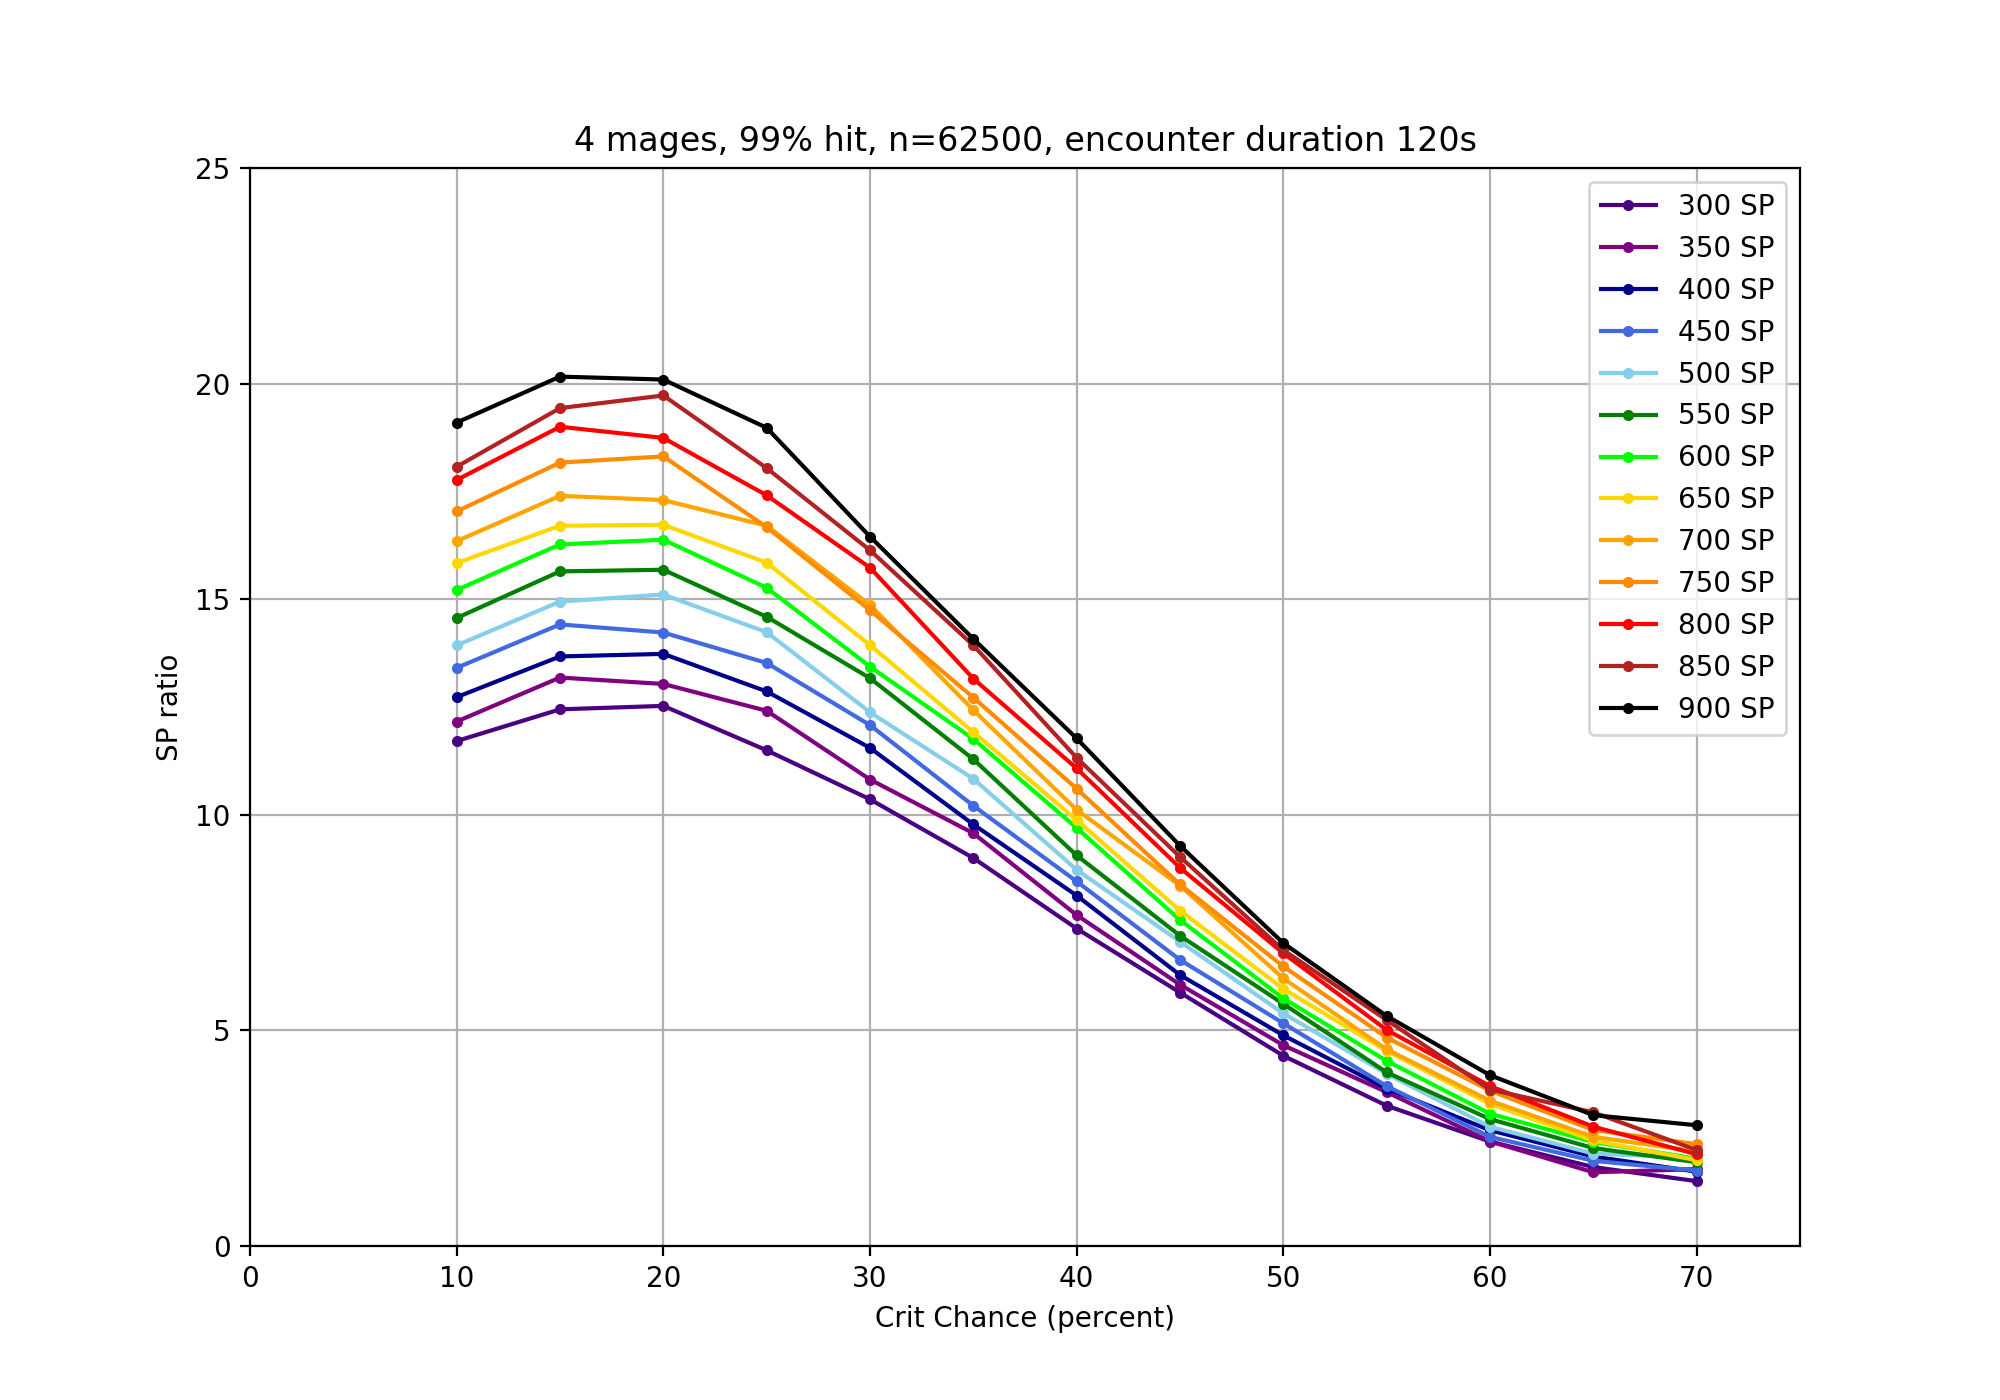 4 mages, 99% hit, n=62500, encounter duration 120s
25
20
15
10
5
0
SP ratio
0 10 20 30 40 50 60 70
Crit Chance (percent)
300 SP
350 SP
400 SP
450 SP
500 SP
550 SP
600 SP
650 SP
700 SP
750 SP
800 SP
850 SP
900 SP